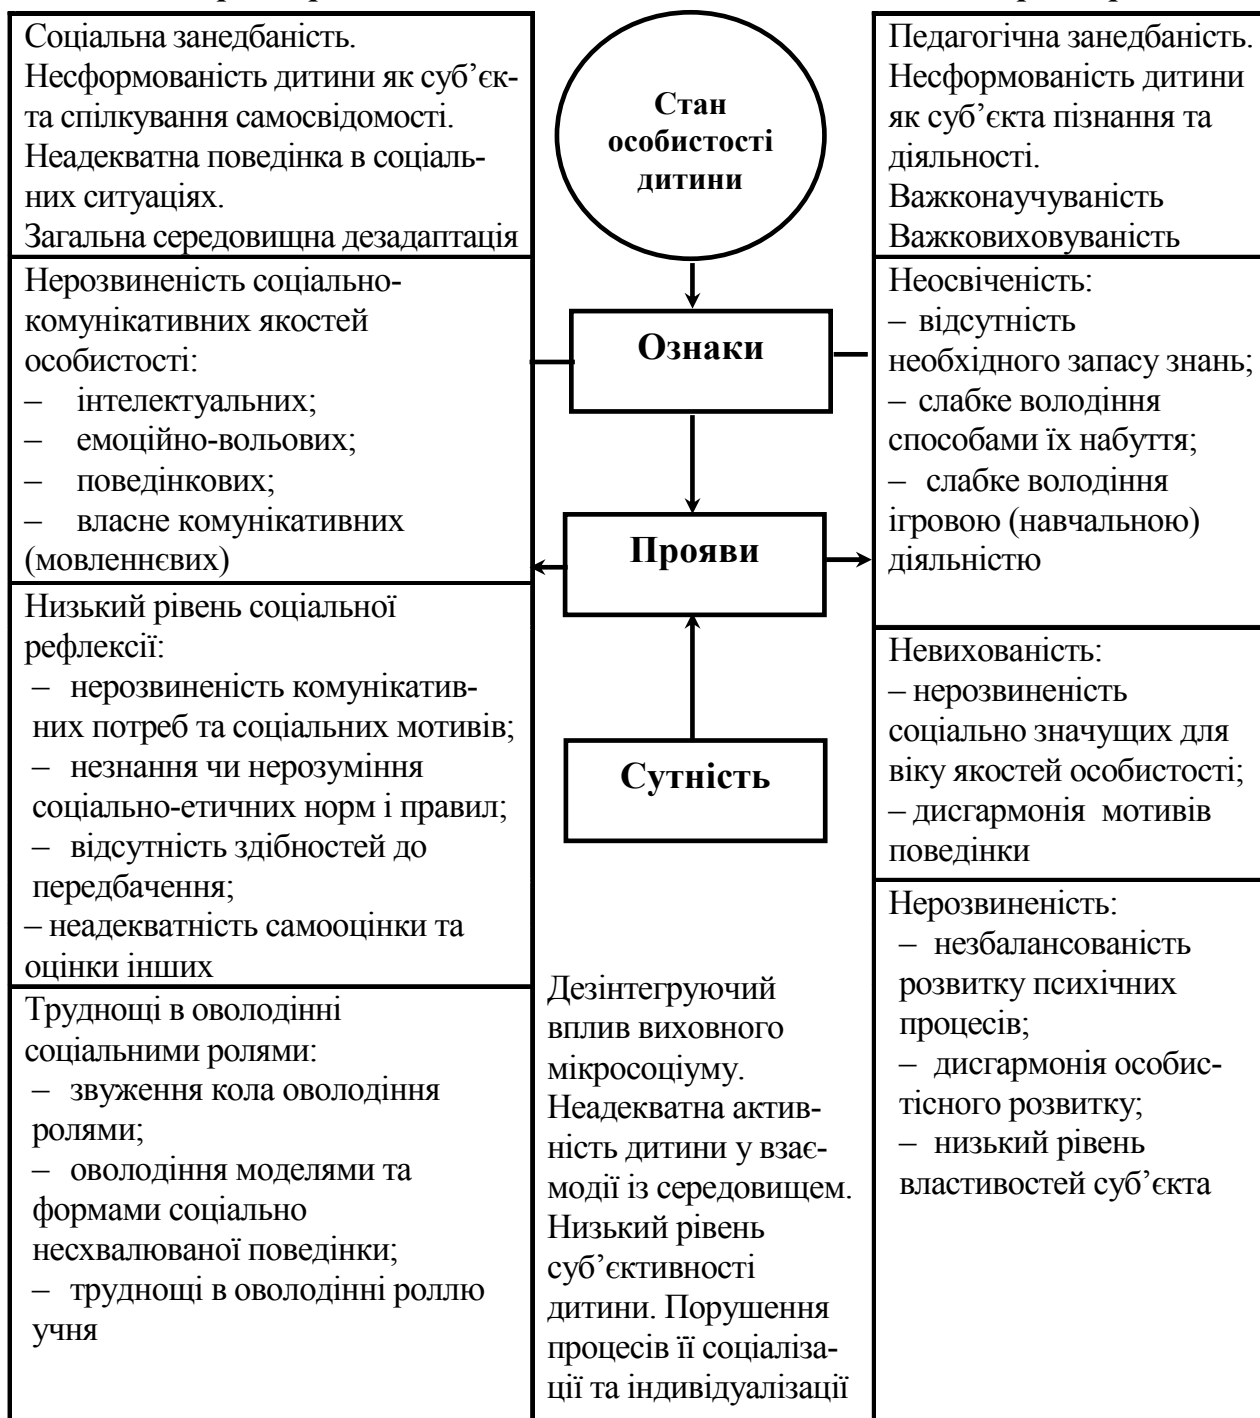 Соціальна занедбаність.
Несформованість дитини як суб’єк-
та спілкування самосвідомості.
Неадекватна поведінка в соціаль-
них ситуаціях.
Загальна середовищна дезадаптація
Нерозвиненість соціально-
комунікативних якостей
особистості:
– інтелектуальних;
– емоційно-вольових;
– поведінкових;
– власне комунікативних
(мовленнєвих)
Низький рівень соціальної
рефлексії:
– нерозвиненість комунікатив-
них потреб та соціальних мотивів;
– незнання чи нерозуміння
соціально-етичних норм і правил;
– відсутність здібностей до
передбачення;
– неадекватність самооцінки та
оцінки інших
Труднощі в оволодінні
соціальними ролями:
– звуження кола оволодіння
ролями;
– оволодіння моделями та
формами соціально
несхвалюваної поведінки;
– труднощі в оволодінні роллю
учня
Стан
особистості
дитини
Ознаки
Прояви
Сутність
Дезінтегруючий
вплив виховного
мікросоціуму.
Неадекватна актив-
ність дитини у взає-
модії із середовищем.
Низький рівень
суб’єктивності
дитини. Порушення
процесів її соціаліза-
ції та індивідуалізації
Педагогічна занедбаність.
Несформованість дитини
як суб’єкта пізнання та
діяльності.
Важконаучуваність
Важковиховуваність
Неосвіченість:
– відсутність
необхідного запасу знань;
– слабке володіння
способами їх набуття;
– слабке володіння
ігровою (навчальною)
діяльністю
Невихованість:
– нерозвиненість
соціально значущих для
віку якостей особистості;
– дисгармонія мотивів
поведінки
Нерозвиненість:
– незбалансованість
розвитку психічних
процесів;
– дисгармонія особис-
тісного розвитку;
– низький рівень
властивостей суб’єкта